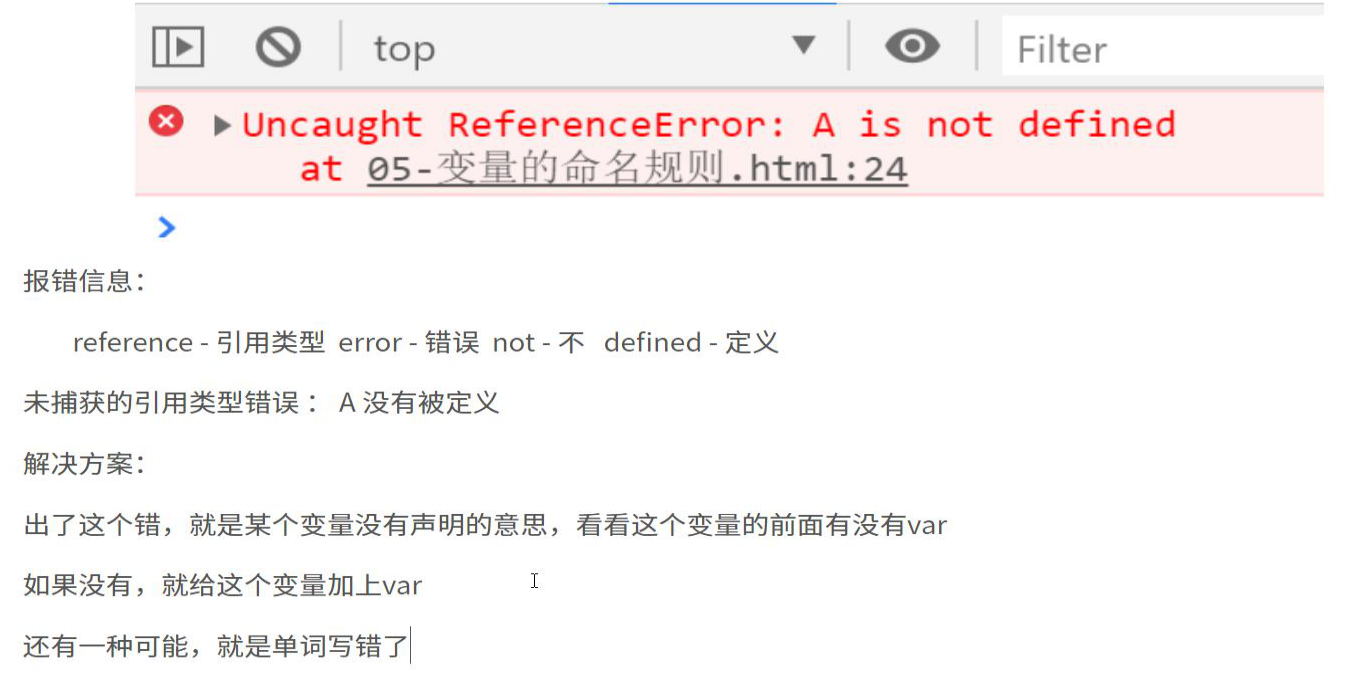 top Filter
Uncaught ReferenceError: A is not defined
at 05-变量的命名规则.html:24
报错信息：
reference - 引用类型 error - 错误 not - 不 defined - 定义
未捕获的引用类型错误： A 没有被定义
解决方案：
出了这个错，就是某个变量没有声明的意思，看看这个变量的前面有没有var
如果没有，就给这个变量加上var
还有一种可能，就是单词写错了